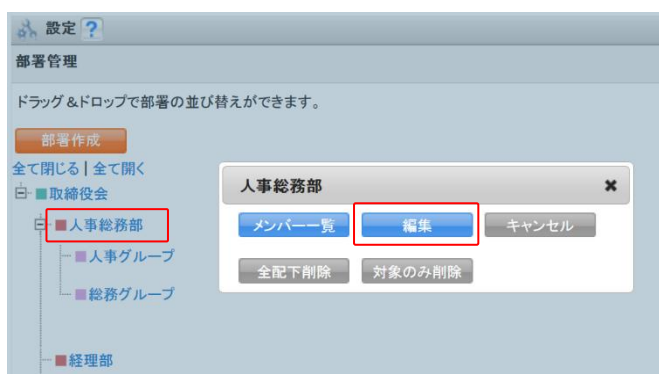 設定 ?
部署管理
ドラッグ&ドロップで部署の並び替えができます。
部署作成
全て閉じる | 全て開く
取締役会
人事総務部
人事グループ
総務グループ
経理部
人事総務部 ✖
メンバー一覧 編集 キャンセル
全配下削除 対象のみ削除